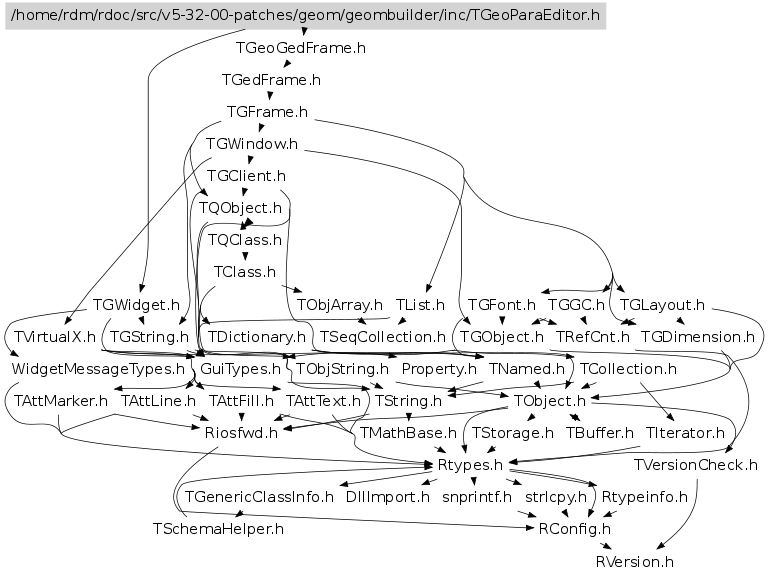 /home/rdm/rdoc/src/v5-32-00-patches/geom/geombuilder/inc/TGeoParaEditor.h
TGeoGedFrame.h
TGedFrame.h
TGFrame.h
TGWindow.h
TGClient.h
TQObject.h
TQClass.h
TClass.h
TGWidget.h TObjArray.h TList.h TGFont.h TGGC.h TGLayout.h
TVirtualX.h TGString.h TDictionary.h TSeqCollection.h TGObject.h TRefCnt.h TGDimension.h
WidgetMessageTypes.h GuiTypes.h TObjString.h Property.h TNamed.h TCollection.h
TAttMarker.h TAttLine.h TAttFill.h TAttText.h TString.h TObject.h
Riosfwd.h TMathBase.h TStorage.h TBuffer.h TIterator.h
Rtypes.h TVersionCheck.h
TGenericClassInfo.h DllImport.h snprintf.h strlcpy.h Rtypeinfo.h
TSchemaHelper.h RConfig.h
RVersion.h